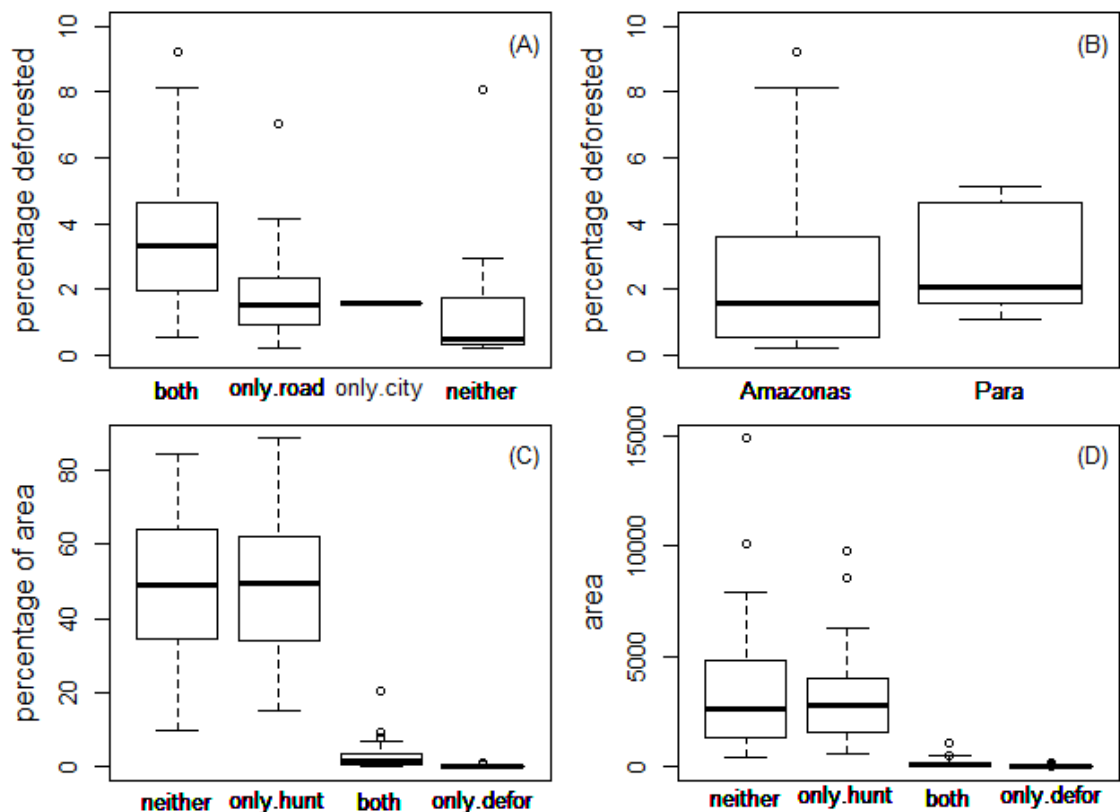 (A)
percentage deforested
10
8
6
4
2
0
both only.road only.city neither
(B)
percentage deforested
10
8
6
4
2
0
Amazonas Para
(C)
percentage of area
80
60
40
20
0
neither only.hunt both only.defor
(D)
area
15000
10000
5000
0
neither only.hunt both only.defor